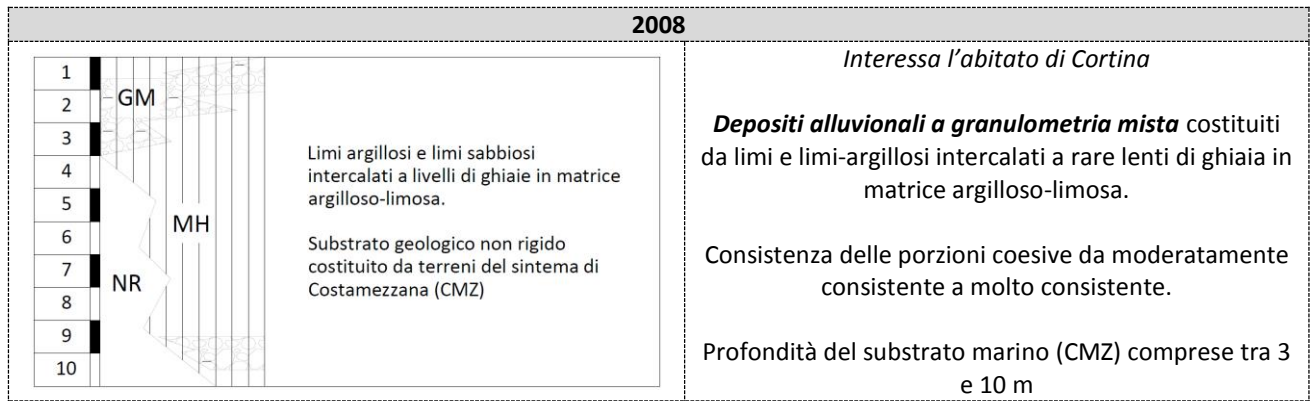 2008
1
2
3
4
5
6
7
8
9
10
GM
MH
NR
Limi argillosi e limi sabbiosi
intercalati a livelli di ghiaie in matrice
argilloso-limosa.
Substrato geologico non rigido
costituito da terreni del sintema di
Costamezzana (CMZ)
Interessa l’abitato di Cortina
Depositi alluvionali a granulometria mista costituiti
da limi e limi-argillosi intercalati a rare lenti di ghiaia in
matrice argilloso-limosa.
Consistenza delle porzioni coesive da moderatamente
consistente a molto consistente.
Profondità del substrato marino (CMZ) comprese tra 3
e 10 m